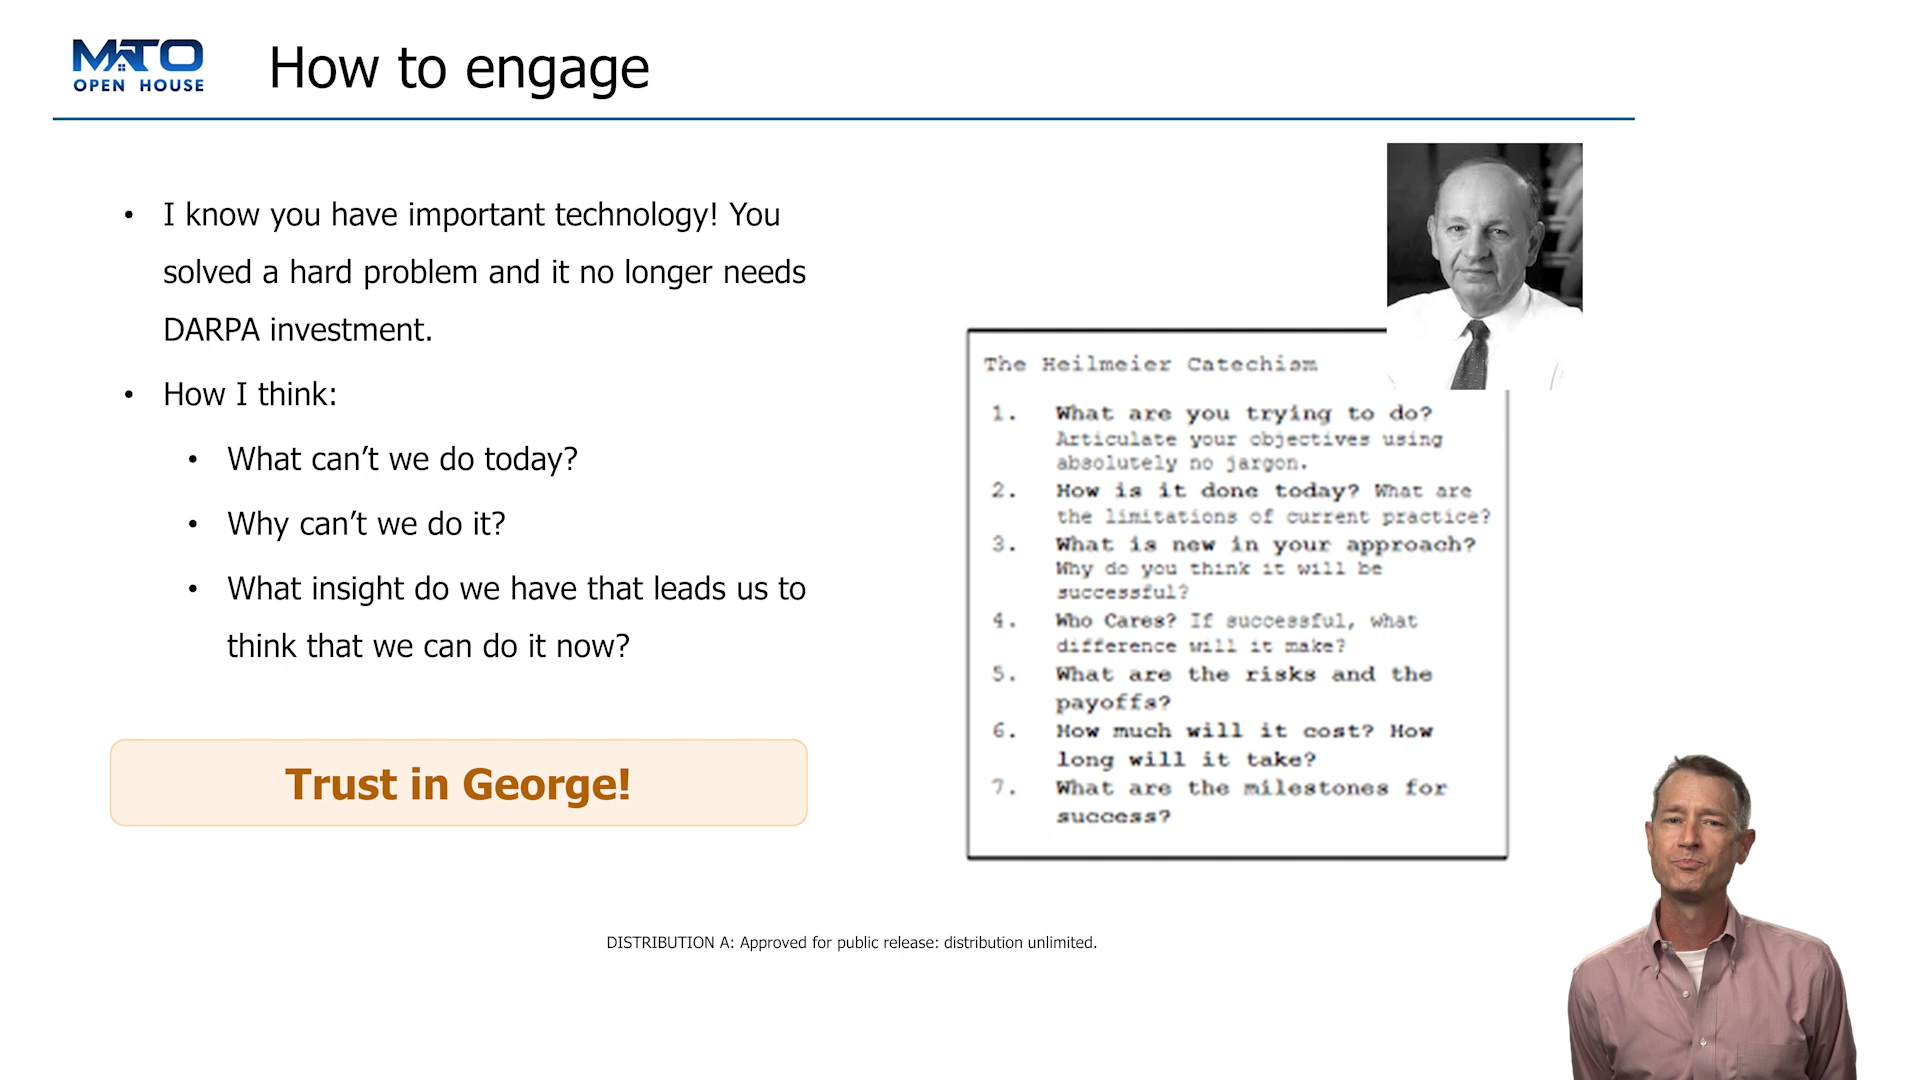 MTO
OPEN HOUSE
How to engage
• I know you have important technology! You
solved a hard problem and it no longer needs
DARPA investment.
• How I think:
• What can’t we do today?
• Why can’t we do it?
• What insight do we have that leads us to
think that we can do it now?
Trust in George!
The Heilmeier Catechism
1. What are you trying to do?
Articulate your objectives using
absolutely no jargon.
2. How is it done today? What are
the limitations of current practice?
3. What is new in your approach?
Why do you think it will be
successful?
4. Who Cares? If successful, what
difference will it make?
5. What are the risks and the
payoffs?
6. How much will it cost? How
long will it take?
7. What are the milestones for
success?
DISTRIBUTION A: Approved for public release: distribution unlimited.